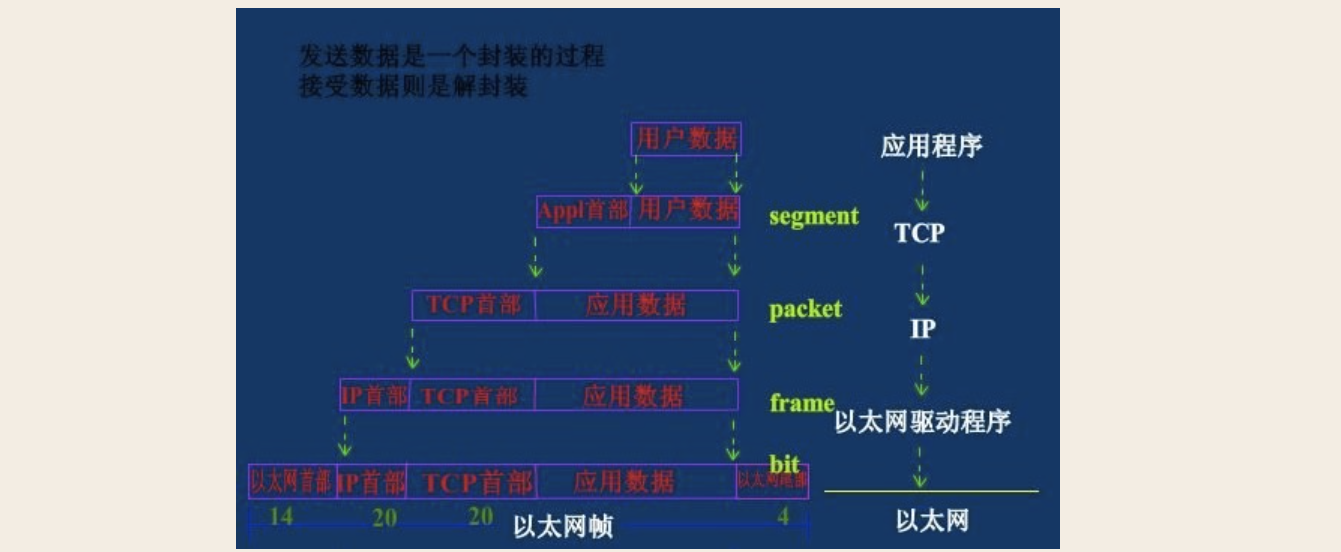 发送数据是一个封装的过程
接受数据则是解封装
用户数据
应用程序
Appl首部 用户数据
segment
TCP
TCP首部 应用数据
packet
IP
IP首部 TCP首部 应用数据
frame
以太网驱动程序
bit
以太网首部 IP首部 TCP首部 应用数据 以太网尾部
14 20 20 以太网帧 4
以太网